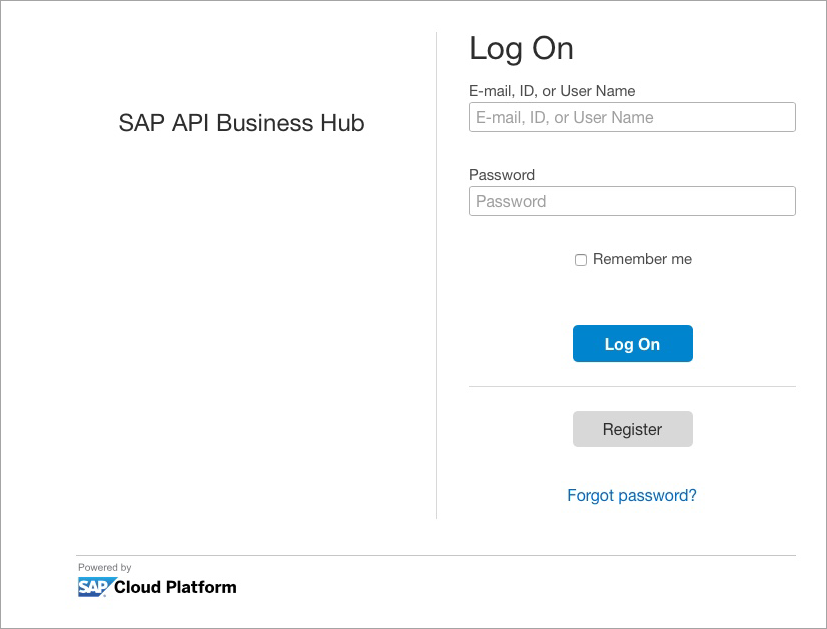 SAP API Business Hub
Log On
E-mail, ID, or User Name
E-mail, ID, or User Name
Password
Password
Remember me
Log On
Register
Forgot password?
Powered by
SAP Cloud Platform